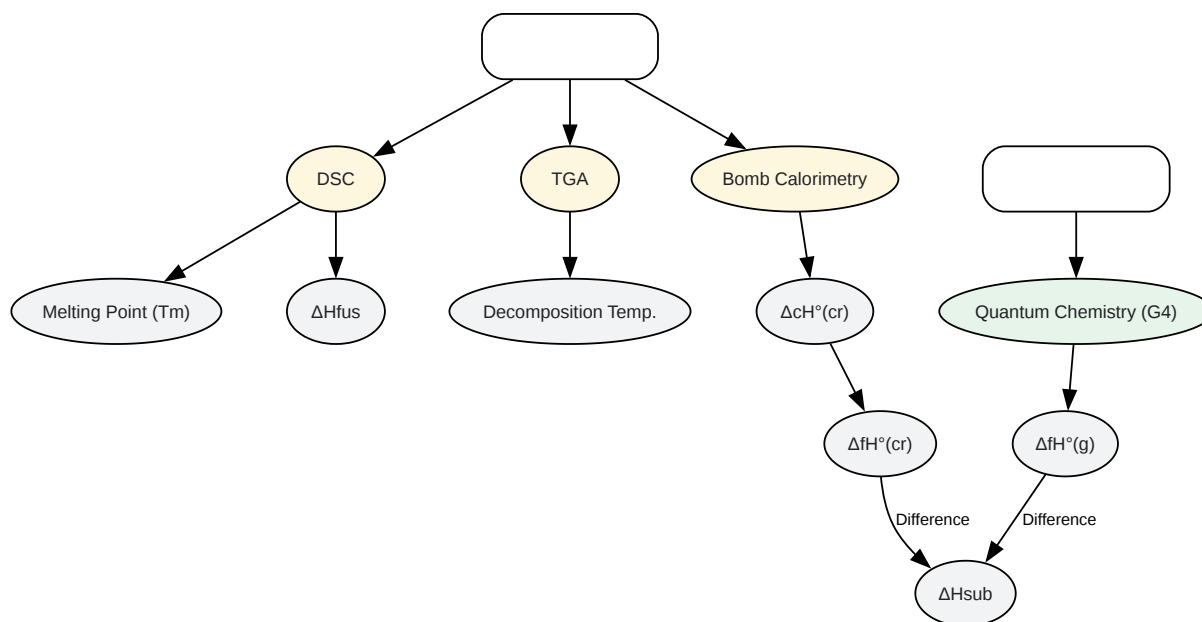 DSC
TGA
Bomb Calorimetry
Melting Point (Tm)
ΔHfus
Decomposition Temp.
ΔcH°(cr)
Quantum Chemistry (G4)
ΔfH°(cr)
ΔfH°(g)
Difference
Difference
ΔHsub